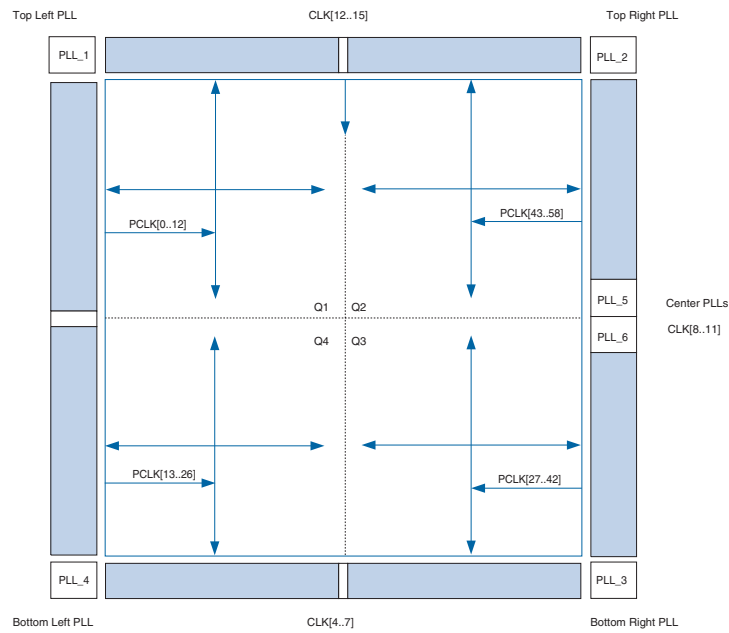 Top Left PLL
CLK[12..15]
Top Right PLL
PLL_1
PLL_2
PCLK[0..12]
PCLK[43..58]
PLL_5
Center PLLs
Q1
Q2
Q4
Q3
PLL_6
CLK[8..11]
PCLK[13..26]
PCLK[27..42]
PLL_4
PLL_3
Bottom Left PLL
CLK[4..7]
Bottom Right PLL